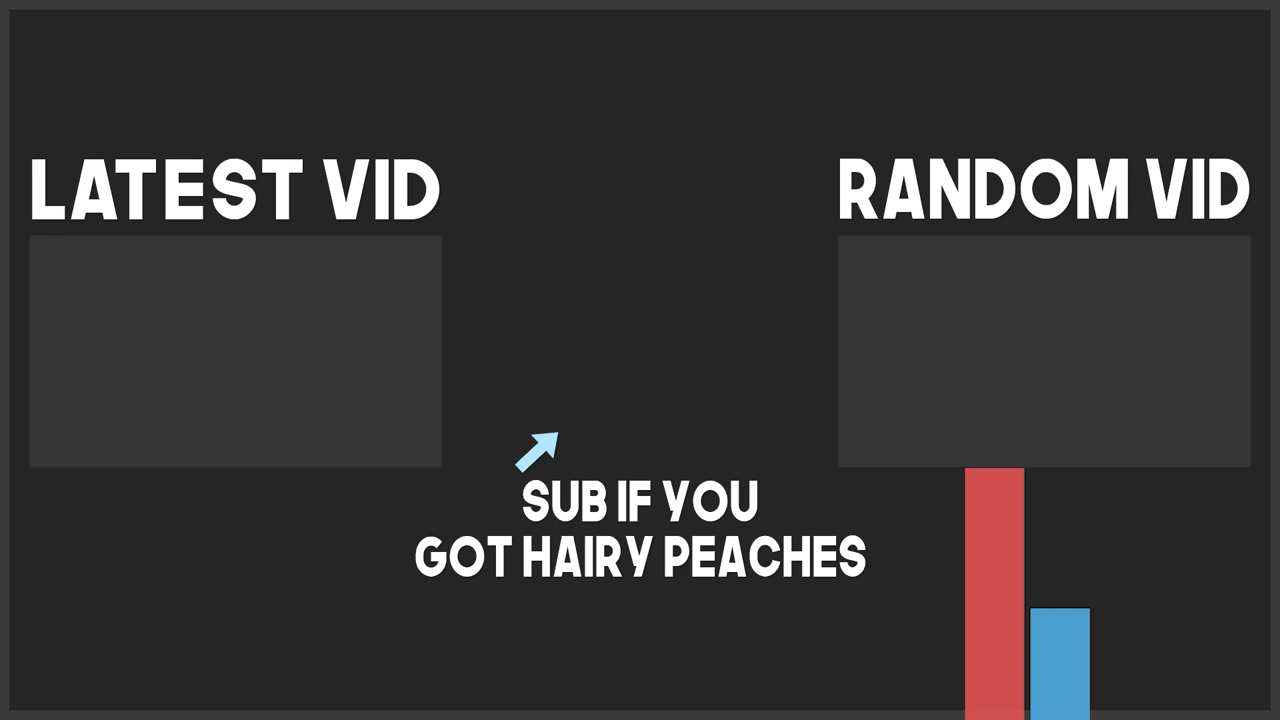 LATEST VID
RANDOM VID
SUB IF YOU
GOT HAIRY PEACHES